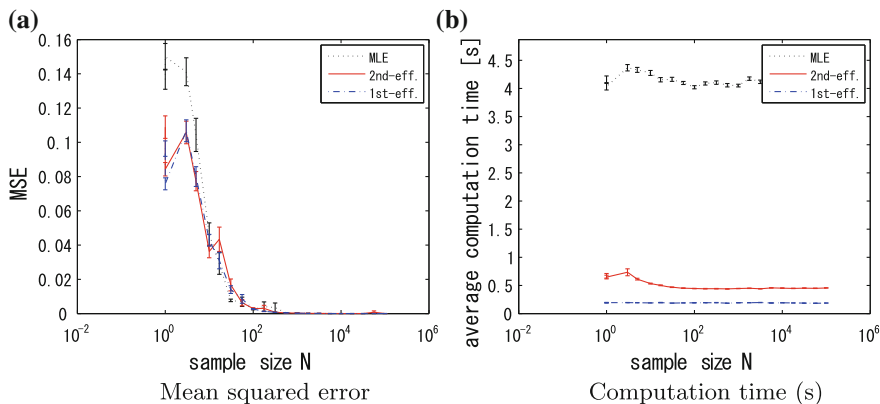 (a)
MSE
0.16
0.14
0.12
0.1
0.08
0.06
0.04
0.02
0
10^-2
10^0
10^2
10^4
10^6
sample size N
MLE
2nd-eff.
1st-eff.
Mean squared error
(b)
average computation time [s]
4.5
4
3.5
3
2.5
2
1.5
1
0.5
0
10^-2
10^0
10^2
10^4
10^6
sample size N
MLE
2nd-eff.
1st-eff.
Computation time (s)